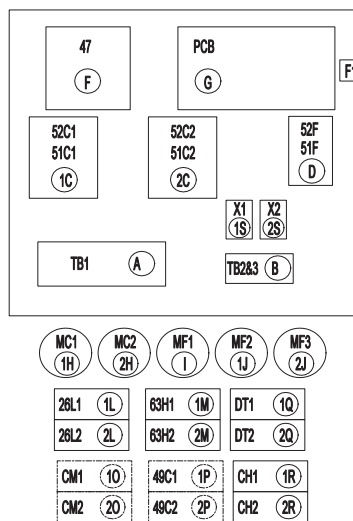 47
PCB
F
G
52C1
51C1
1C
52C2
51C2
2C
52F
51F
D
X1
1S
X2
2S
TB1
A
TB2&3
B
MC1
1H
MC2
2H
MF1
I
MF2
1J
MF3
2J
26L1
1L
63H1
1M
DT1
1Q
26L2
2L
63H2
2M
DT2
2Q
CM1
1O
49C1
1P
CH1
1R
CM2
2O
49C2
2P
CH2
2R